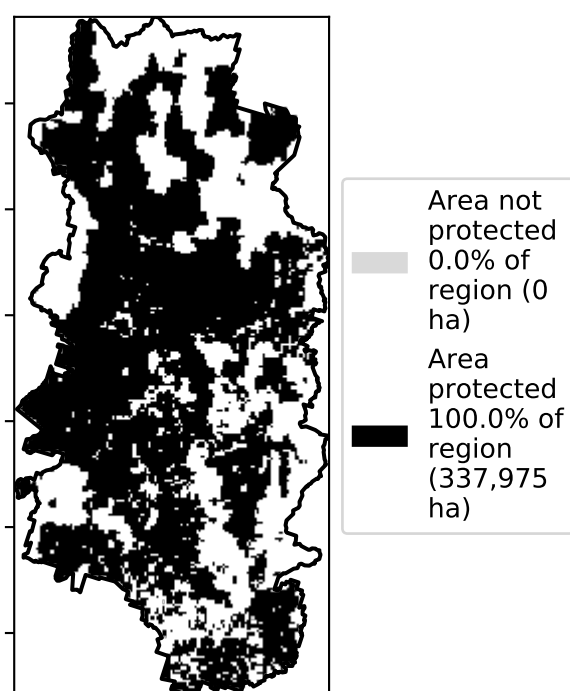 Area not
protected
0.0% of
region (0
ha)
Area
protected
100.0% of
region
(337,975
ha)